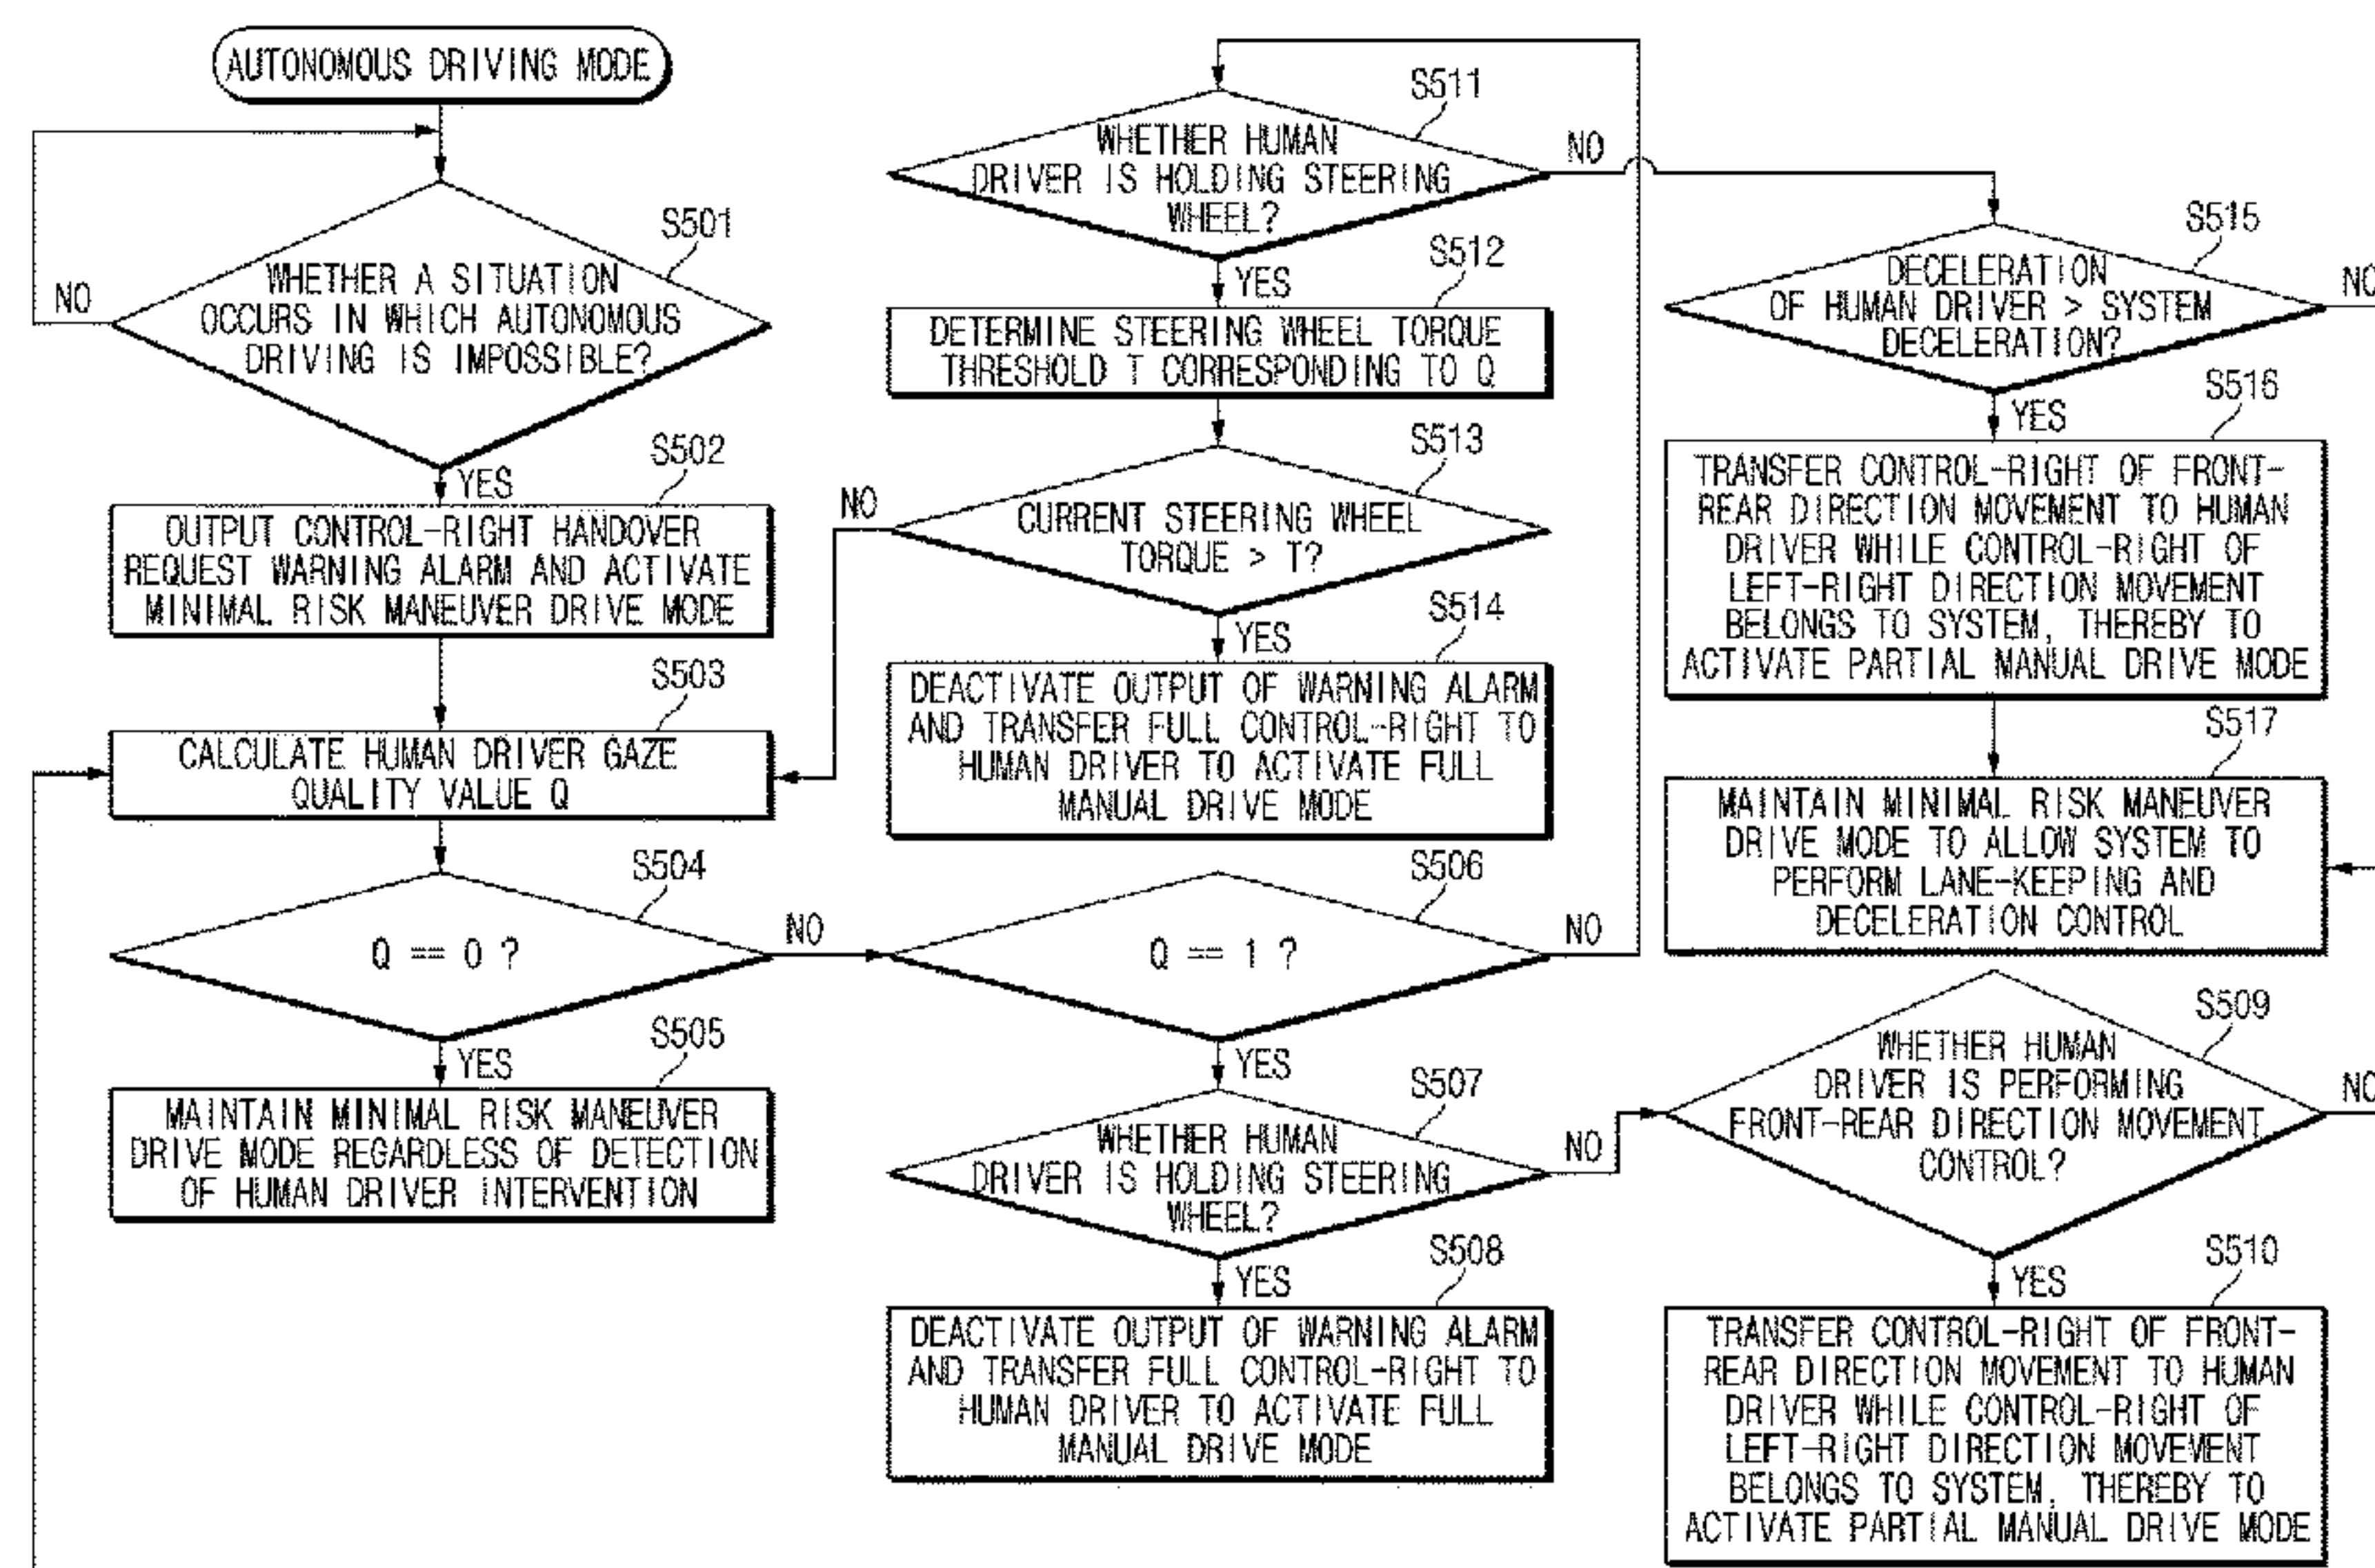 AUTONOMOUS DRIVING MODE
S501
WHETHER A SITUATION
OCCURS IN WHICH AUTONOMOUS
DRIVING IS IMPOSSIBLE?
NO
YES
S502
OUTPUT CONTROL-RIGHT HANDOVER
REQUEST WARNING ALARM AND ACTIVATE
MINIMAL RISK MANEUVER DRIVE MODE
S503
CALCULATE HUMAN DRIVER GAZE
QUALITY VALUE Q
S504
Q == 0 ?
NO
YES
S505
MAINTAIN MINIMAL RISK MANEUVER
DRIVE MODE REGARDLESS OF DETECTION
OF HUMAN DRIVER INTERVENTION
S511
WHETHER HUMAN
DRIVER IS HOLDING STEERING
WHEEL?
NO
YES
S512
DETERMINE STEERING WHEEL TORQUE
THRESHOLD T CORRESPONDING TO Q
S513
CURRENT STEERING WHEEL
TORQUE > T?
NO
YES
S514
DEACTIVATE OUTPUT OF WARNING ALARM
AND TRANSFER FULL CONTROL-RIGHT TO
HUMAN DRIVER TO ACTIVATE FULL
MANUAL DRIVE MODE
S506
Q == 1 ?
NO
YES
S507
WHETHER HUMAN
DRIVER IS HOLDING STEERING
WHEEL?
NO
YES
S508
DEACTIVATE OUTPUT OF WARNING ALARM
AND TRANSFER FULL CONTROL-RIGHT TO
HUMAN DRIVER TO ACTIVATE FULL
MANUAL DRIVE MODE
S515
DECELERATION
OF HUMAN DRIVER > SYSTEM
DECELERATION?
NO
YES
S516
TRANSFER CONTROL-RIGHT OF FRONT-
REAR DIRECTION MOVEMENT TO HUMAN
DRIVER WHILE CONTROL-RIGHT OF
LEFT-RIGHT DIRECTION MOVEMENT
BELONGS TO SYSTEM, THEREBY TO
ACTIVATE PARTIAL MANUAL DRIVE MODE
S517
MAINTAIN MINIMAL RISK MANEUVER
DRIVE MODE TO ALLOW SYSTEM TO
PERFORM LANE-KEEPING AND
DECELERATION CONTROL
S509
WHETHER HUMAN
DRIVER IS PERFORMING
FRONT-REAR DIRECTION MOVEMENT
CONTROL?
NO
YES
S510
TRANSFER CONTROL-RIGHT OF FRONT-
REAR DIRECTION MOVEMENT TO HUMAN
DRIVER WHILE CONTROL-RIGHT OF
LEFT-RIGHT DIRECTION MOVEMENT
BELONGS TO SYSTEM, THEREBY TO
ACTIVATE PARTIAL MANUAL DRIVE MODE